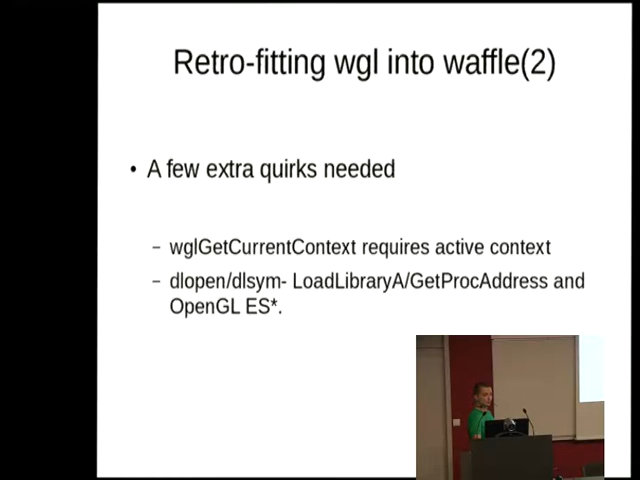 Retro-fitting wgl into waffle(2)
• A few extra quirks needed
– wglGetCurrentContext requires active context
– dlopen/dlsym- LoadLibraryA/GetProcAddress and
OpenGL ES*.